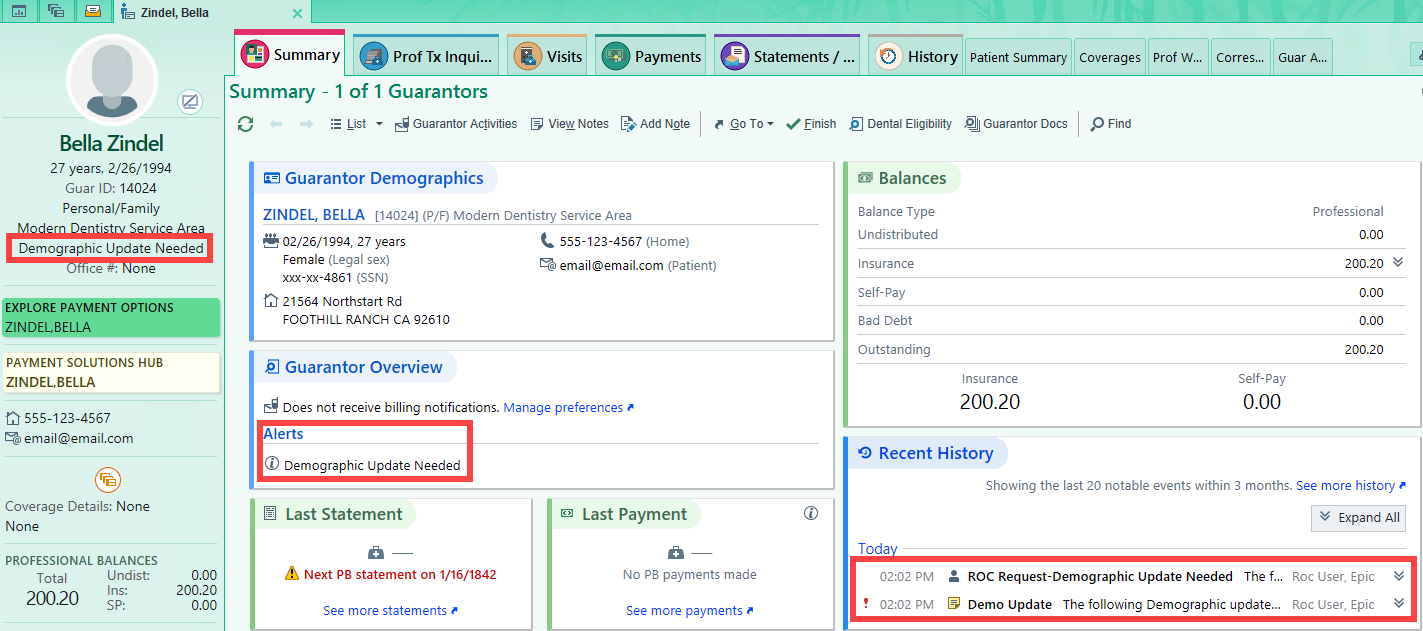 Zindel, Bella
Bella Zindel
27 years, 2/26/1994
Guar ID: 14024
Personal/Family
Modern Dentistry Service Area
Demographic Update Needed
Office #: None
EXPLORE PAYMENT OPTIONS
ZINDEL,BELLA
PAYMENT SOLUTIONS HUB
ZINDEL,BELLA
555-123-4567
email@email.com
Coverage Details: None
None
PROFESSIONAL BALANCES
Total
200.20
Undist: 0.00
Ins: 200.20
SP: 0.00
Summary
Prof Tx Inqui...
Visits
Payments
Statements / ...
History
Patient Summary
Coverages
Prof W...
Corres...
Guar A...
Summary - 1 of 1 Guarantors
List
Guarantor Activities
View Notes
Add Note
Go To
Finish
Dental Eligibility
Guarantor Docs
Find
Guarantor Demographics
ZINDEL, BELLA [14024] (P/F) Modern Dentistry Service Area
02/26/1994, 27 years
Female (Legal sex)
xxx-xx-4861 (SSN)
21564 Northstart Rd
FOOTHILL RANCH CA 92610
555-123-4567 (Home)
email@email.com (Patient)
Guarantor Overview
Does not receive billing notifications. Manage preferences
Alerts
Demographic Update Needed
Last Statement
Next PB statement on 1/16/1842
See more statements
Last Payment
No PB payments made
See more payments
Balances
Balance Type Professional
Undistributed 0.00
Insurance 200.20
Self-Pay 0.00
Bad Debt 0.00
Outstanding 200.20
Insurance
200.20
Self-Pay
0.00
Recent History
Showing the last 20 notable events within 3 months. See more history
Expand All
Today
02:02 PM ROC Request-Demographic Update Needed The f... Roc User, Epic
02:02 PM Demo Update The following Demographic update... Roc User, Epic